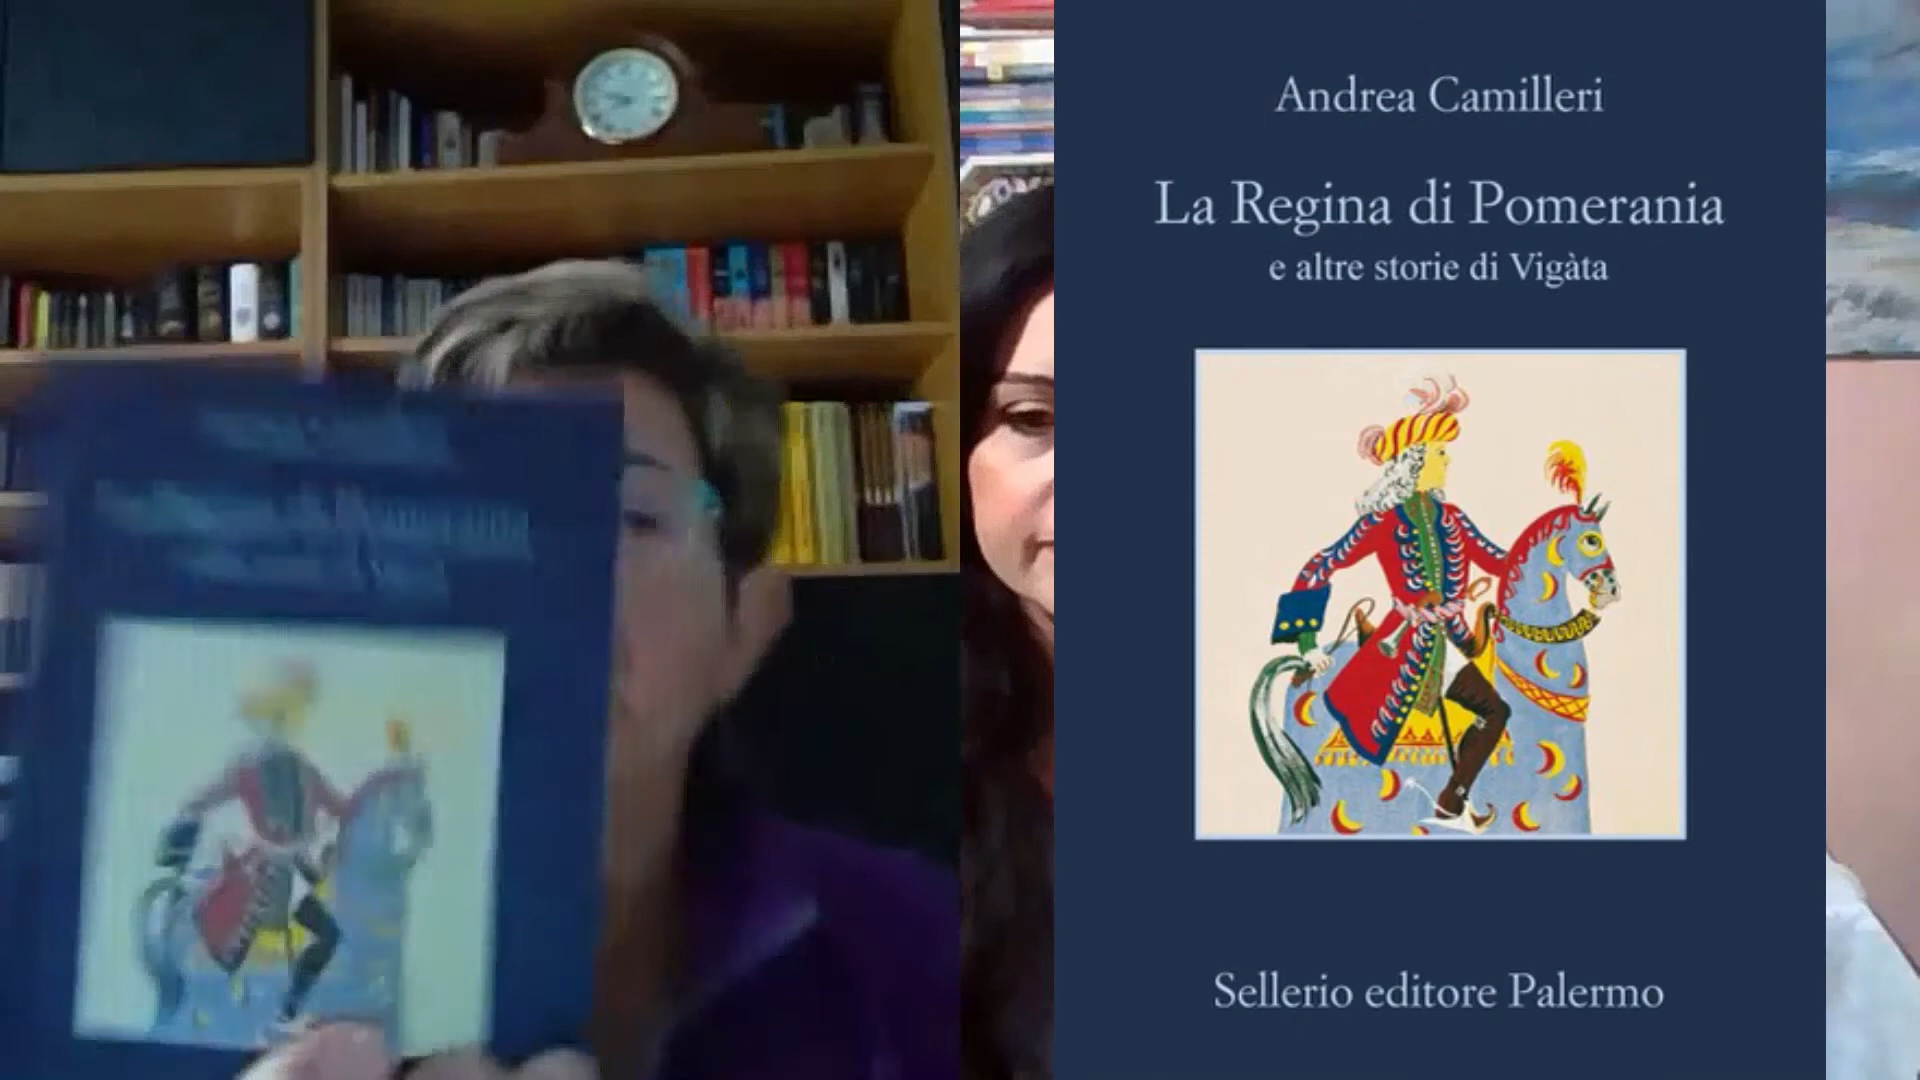 Andrea Camilleri
La Regina di Pomerania
e altre storie di Vigàta
Sellerio editore Palermo